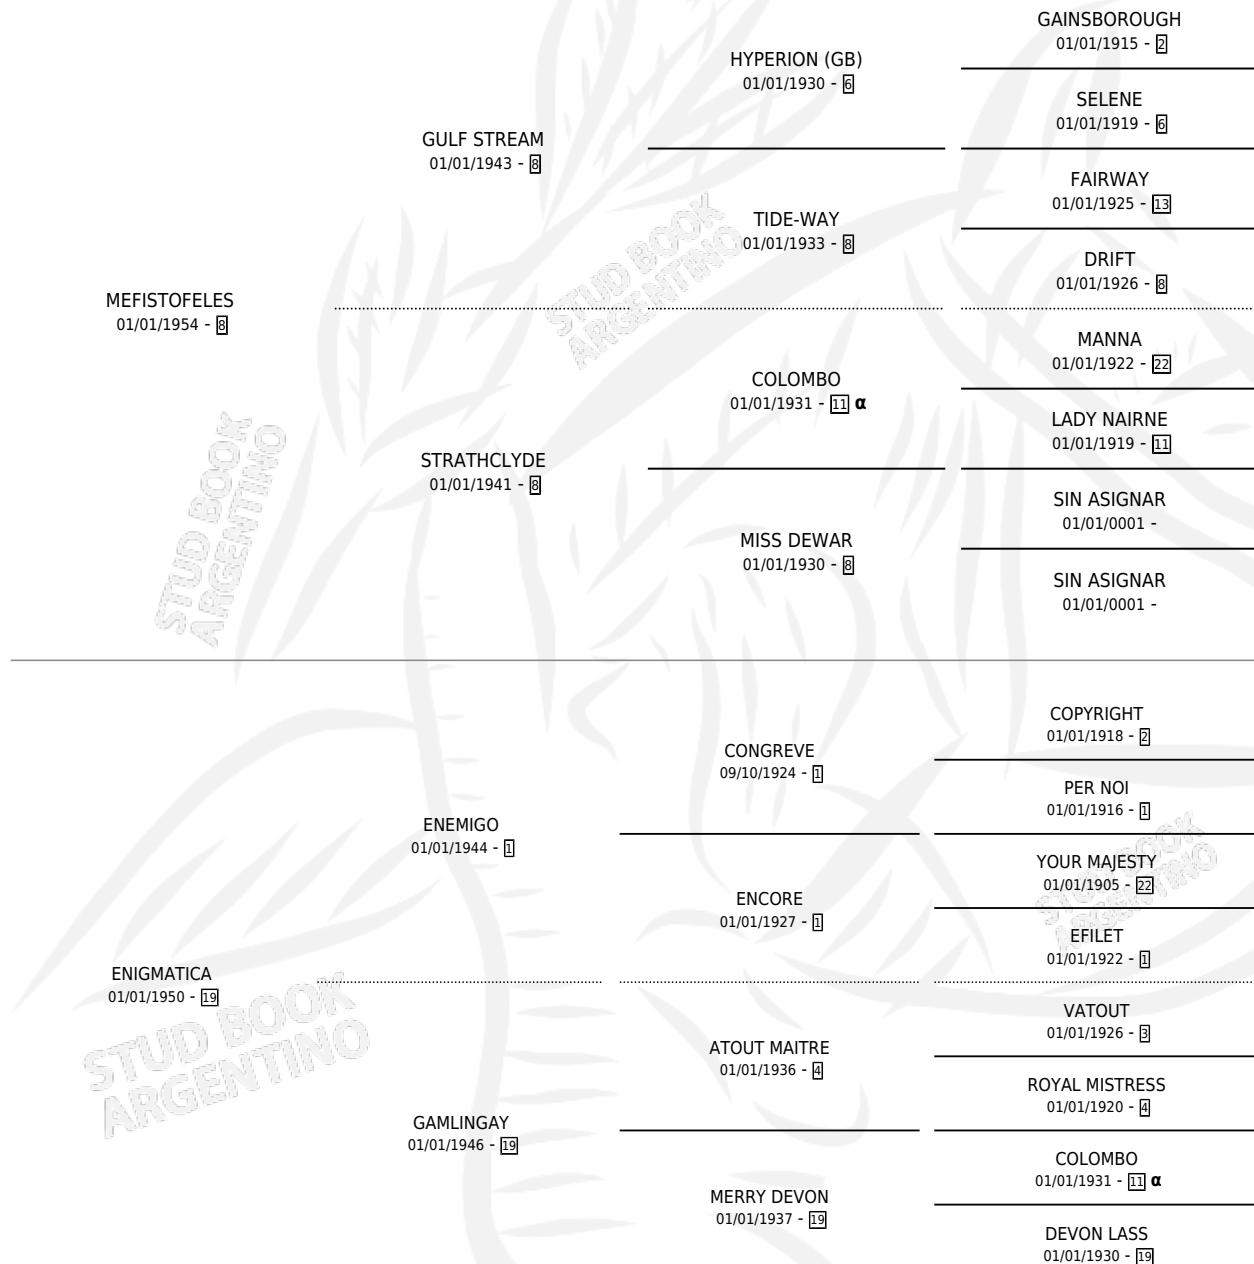 GAINSBOROUGH
01/01/1915 - 2
HYPERION (GB)
01/01/1930 - 6
SELENE
01/01/1919 - 6
GULF STREAM
01/01/1943 - 8
FAIRWAY
01/01/1925 - 13
TIDE-WAY
01/01/1933 - 8
DRIFT
01/01/1926 - 8
STUD BOOK
ARGENTINO
MEFISTOFELES
01/01/1954 - 8
MANNA
01/01/1922 - 22
COLOMBO
01/01/1931 - 11 α
LADY NAIRNE
01/01/1919 - 11
STRATHCLYDE
01/01/1941 - 8
SIN ASIGNAR
01/01/0001 -
MISS DEWAR
01/01/1930 - 8
SIN ASIGNAR
01/01/0001 -
STUD BOOK
ARGENTINO
COPYRIGHT
01/01/1918 - 2
CONGREVE
09/10/1924 - 1
PER NOI
01/01/1916 - 1
ENEMIGO
01/01/1944 - 1
YOUR MAJESTY
01/01/1905 - 22
ENCORE
01/01/1927 - 1
EFILET
01/01/1922 - 1
STUD BOOK
ARGENTINO
ENIGMATICA
01/01/1950 - 19
VATOUT
01/01/1926 - 3
ATOUT MAITRE
01/01/1936 - 4
ROYAL MISTRESS
01/01/1920 - 4
STUD BOOK
ARGENTINO
GAMLINGAY
01/01/1946 - 19
COLOMBO
01/01/1931 - 11 α
MERRY DEVON
01/01/1937 - 19
DEVON LASS
01/01/1930 - 19